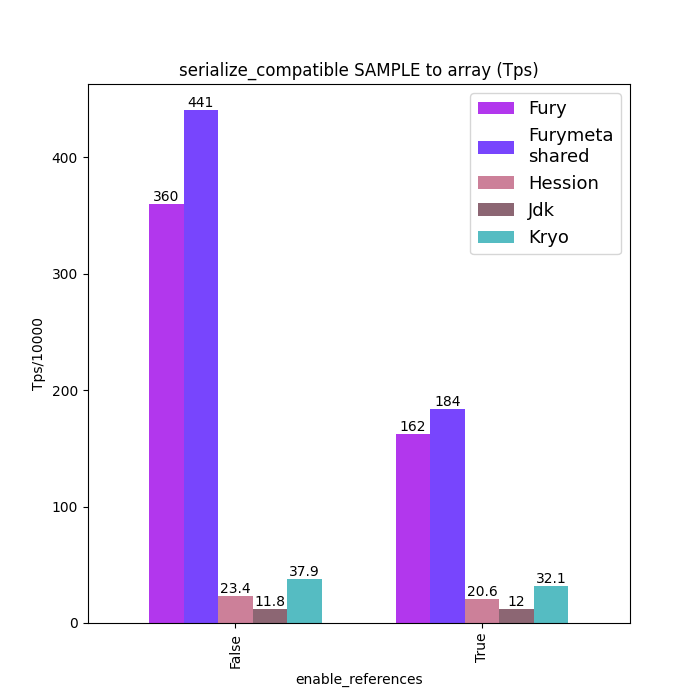 serialize_compatible SAMPLE to array (Tps)
Tps/10000
400
300
200
100
0
360
441
23.4
11.8
37.9
162
184
20.6
12
32.1
Fury
Furymeta
shared
Hession
Jdk
Kryo
False
True
enable_references